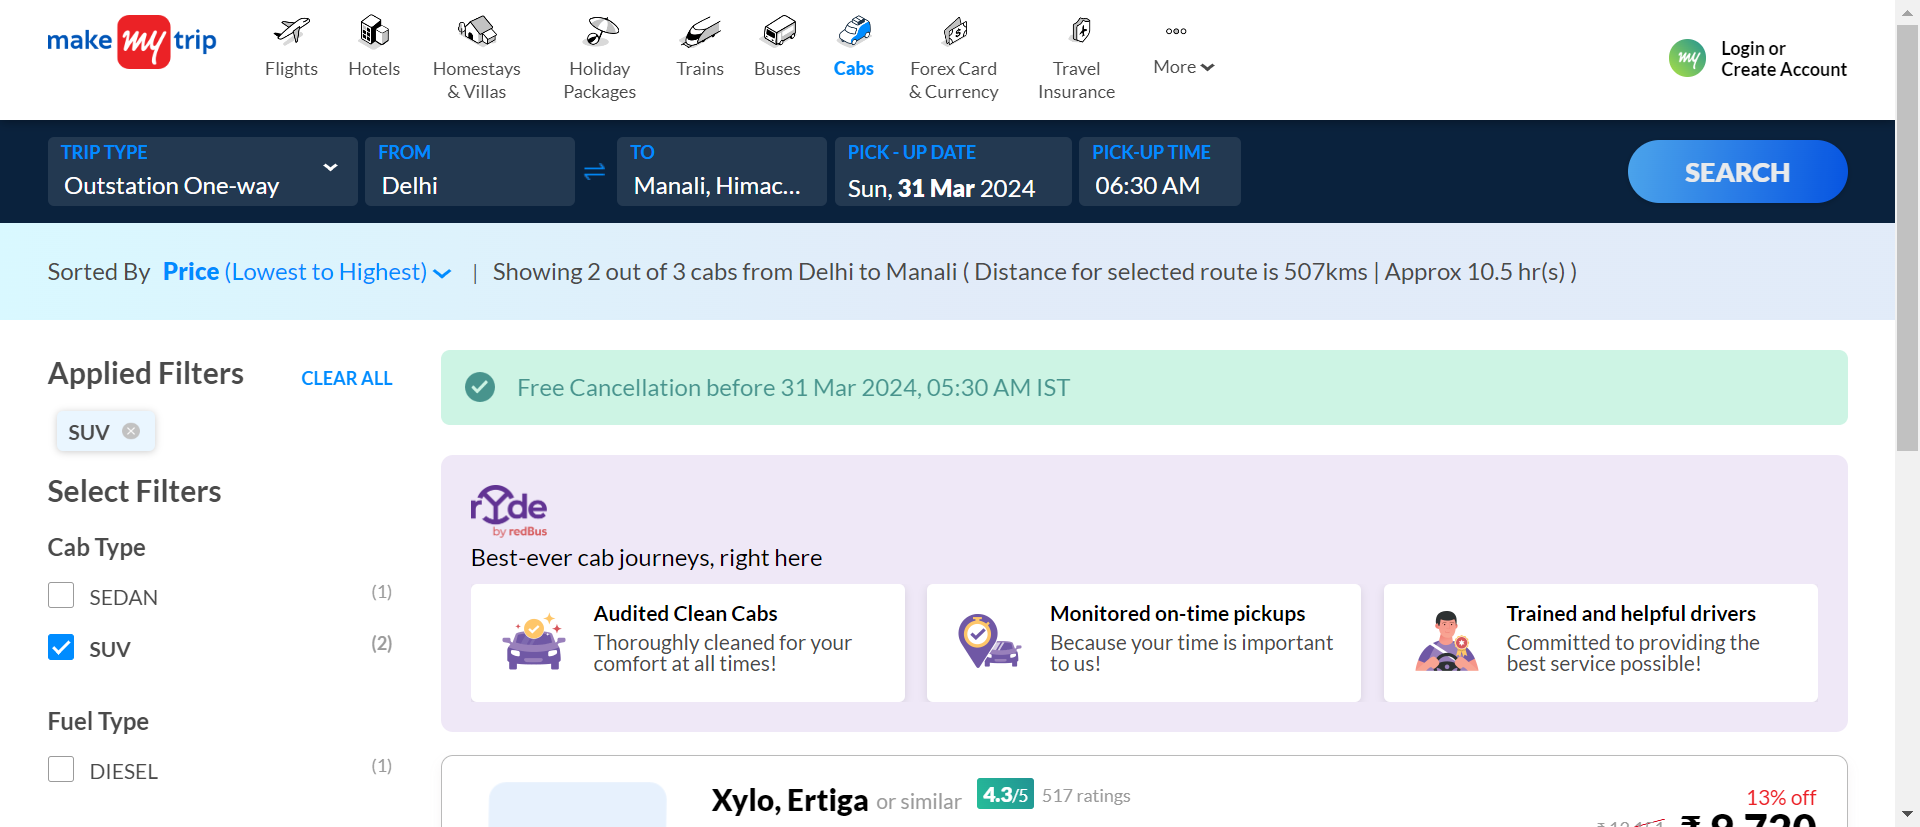 make my trip
Flights
Hotels
Homestays
& Villas
Holiday
Packages
Trains
Buses
Cabs
Forex Card
& Currency
Travel
Insurance
More
my
Login or
Create Account
TRIP TYPE
Outstation One-way
FROM
Delhi
TO
Manali, Himac...
PICK - UP DATE
Sun, 31 Mar 2024
PICK-UP TIME
06:30 AM
SEARCH
Sorted By Price (Lowest to Highest) | Showing 2 out of 3 cabs from Delhi to Manali ( Distance for selected route is 507kms | Approx 10.5 hr(s) )
Applied Filters
CLEAR ALL
SUV
Select Filters
Cab Type
SEDAN (1)
SUV (2)
Fuel Type
DIESEL (1)
Free Cancellation before 31 Mar 2024, 05:30 AM IST
rYde
by redBus
Best-ever cab journeys, right here
Audited Clean Cabs
Thoroughly cleaned for your
comfort at all times!
Monitored on-time pickups
Because your time is important
to us!
Trained and helpful drivers
Committed to providing the
best service possible!
Xylo, Ertiga or similar 4.3/5 517 ratings
13% off